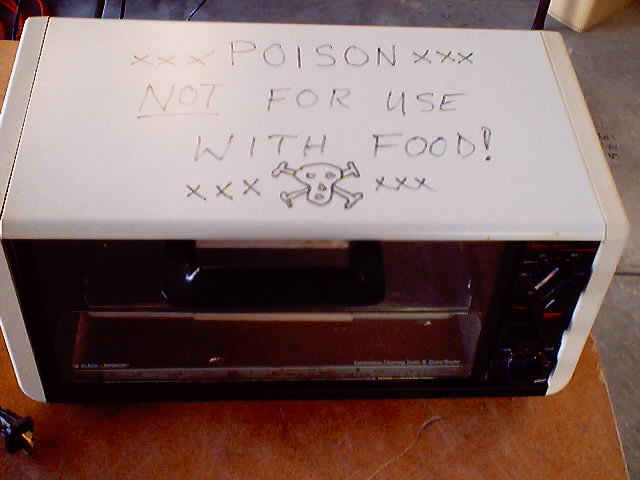 xxx POISON xxx
NOT FOR USE
WITH FOOD!
xxx xxx